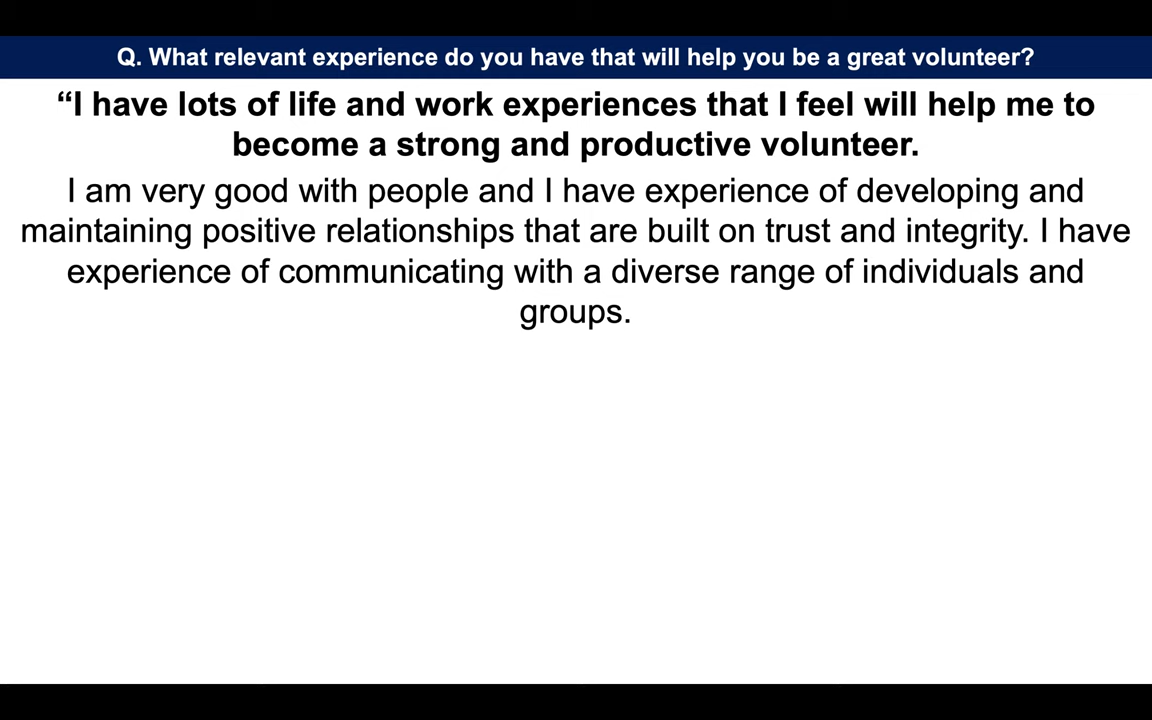 Q. What relevant experience do you have that will help you be a great volunteer?
“I have lots of life and work experiences that I feel will help me to
become a strong and productive volunteer.
I am very good with people and I have experience of developing and
maintaining positive relationships that are built on trust and integrity. I have
experience of communicating with a diverse range of individuals and
groups.